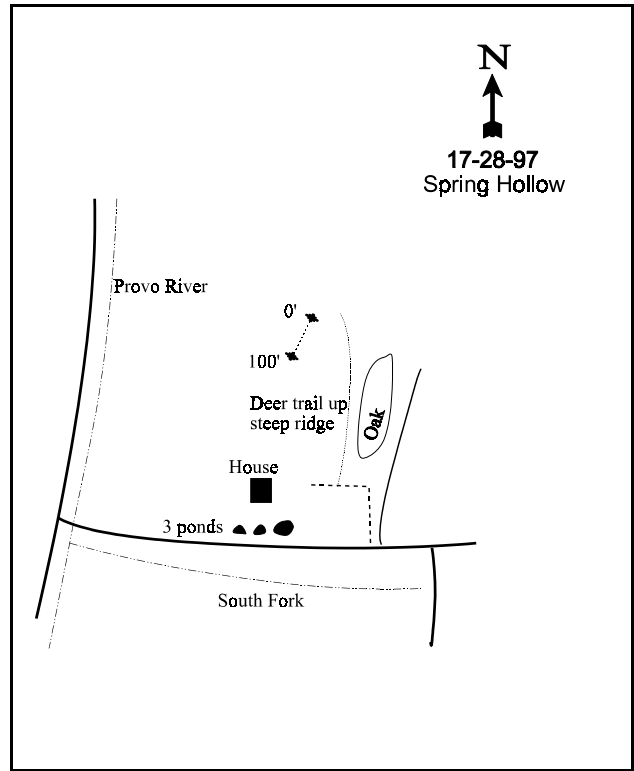 N
17-28-97
Spring Hollow
Provo River
0'
100'
Deer trail up
steep ridge
Oak
House
3 ponds
South Fork